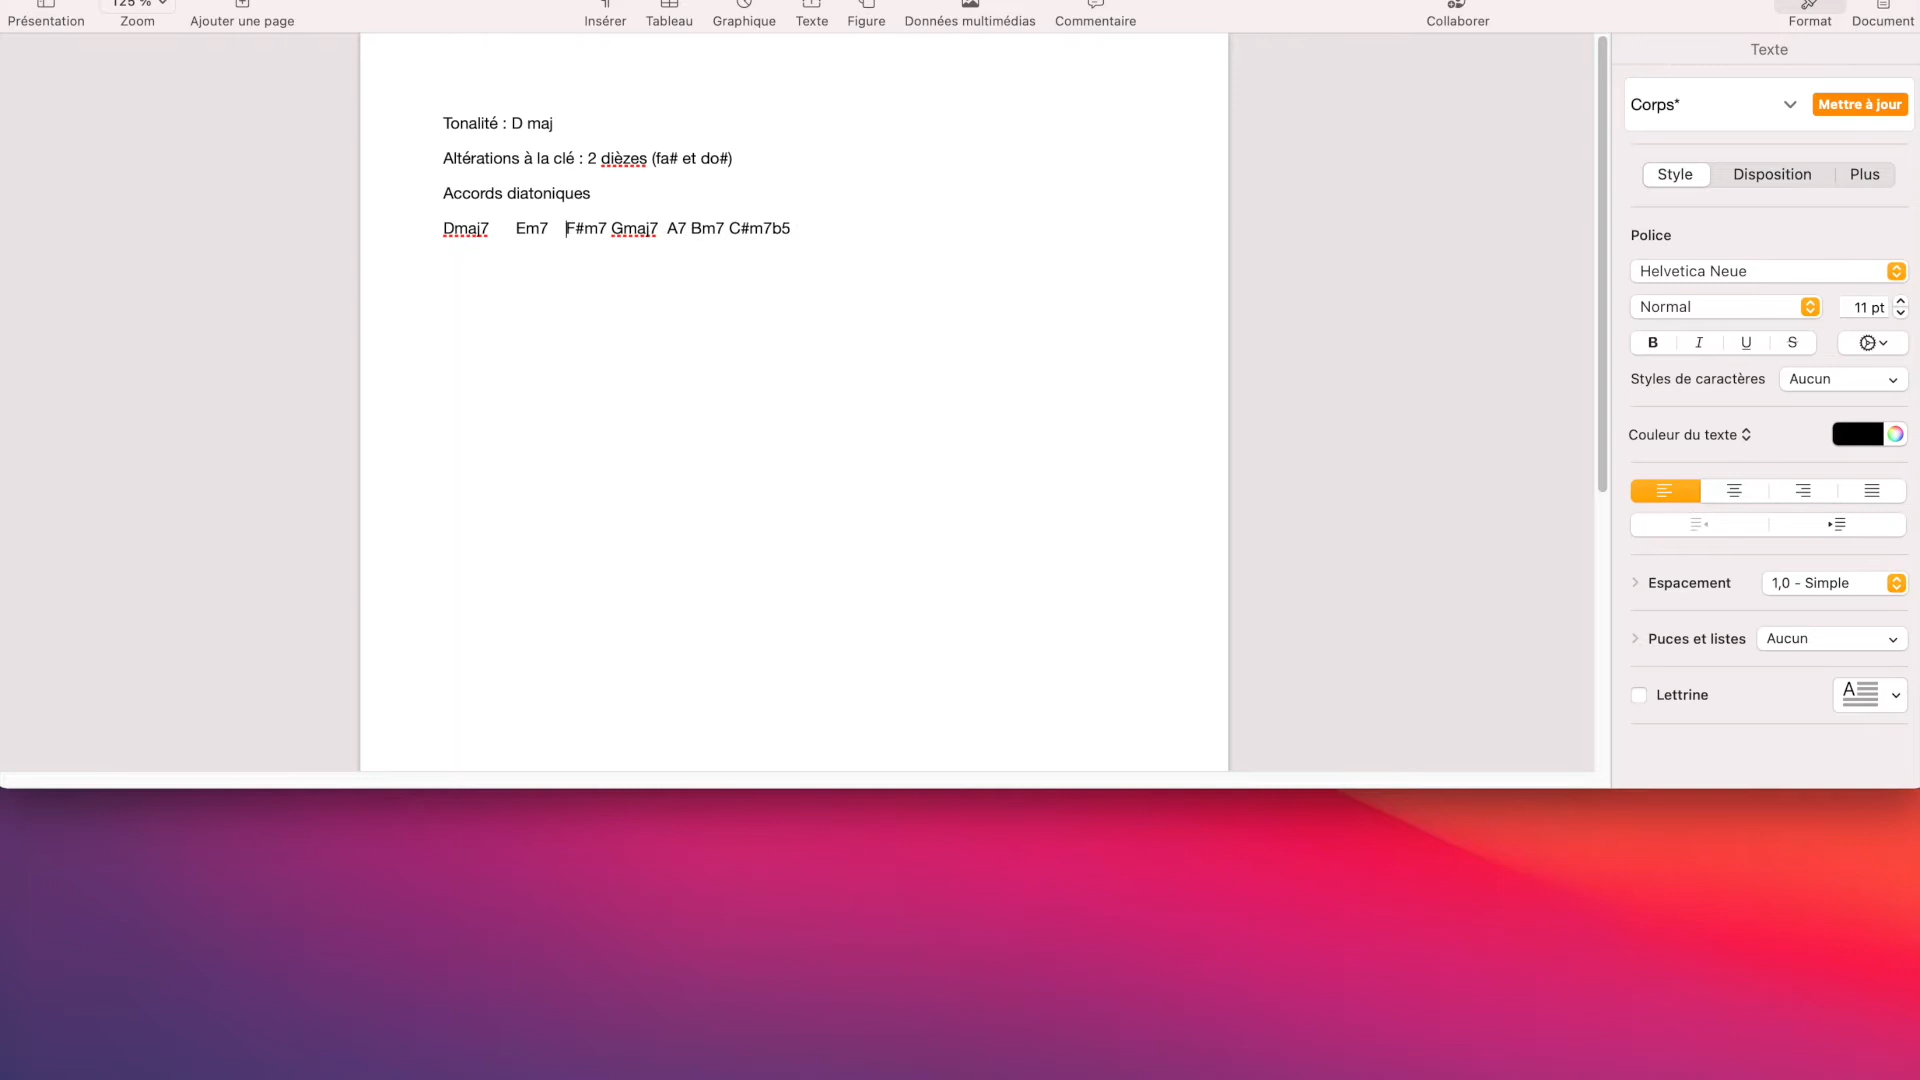 125 %
Présentation Zoom Ajouter une page Insérer Tableau Graphique Texte Figure Données multimédias Commentaire Collaborer Format Document
Texte
Corps* Mettre à jour
Style Disposition Plus
Police
Helvetica Neue
Normal 11 pt
B I U S
Styles de caractères Aucun
Couleur du texte
Espacement 1,0 - Simple
Puces et listes Aucun
Lettrine A
Tonalité : D maj
Altérations à la clé : 2 dièzes (fa# et do#)
Accords diatoniques
Dmaj7 Em7 F#m7 Gmaj7 A7 Bm7 C#m7b5